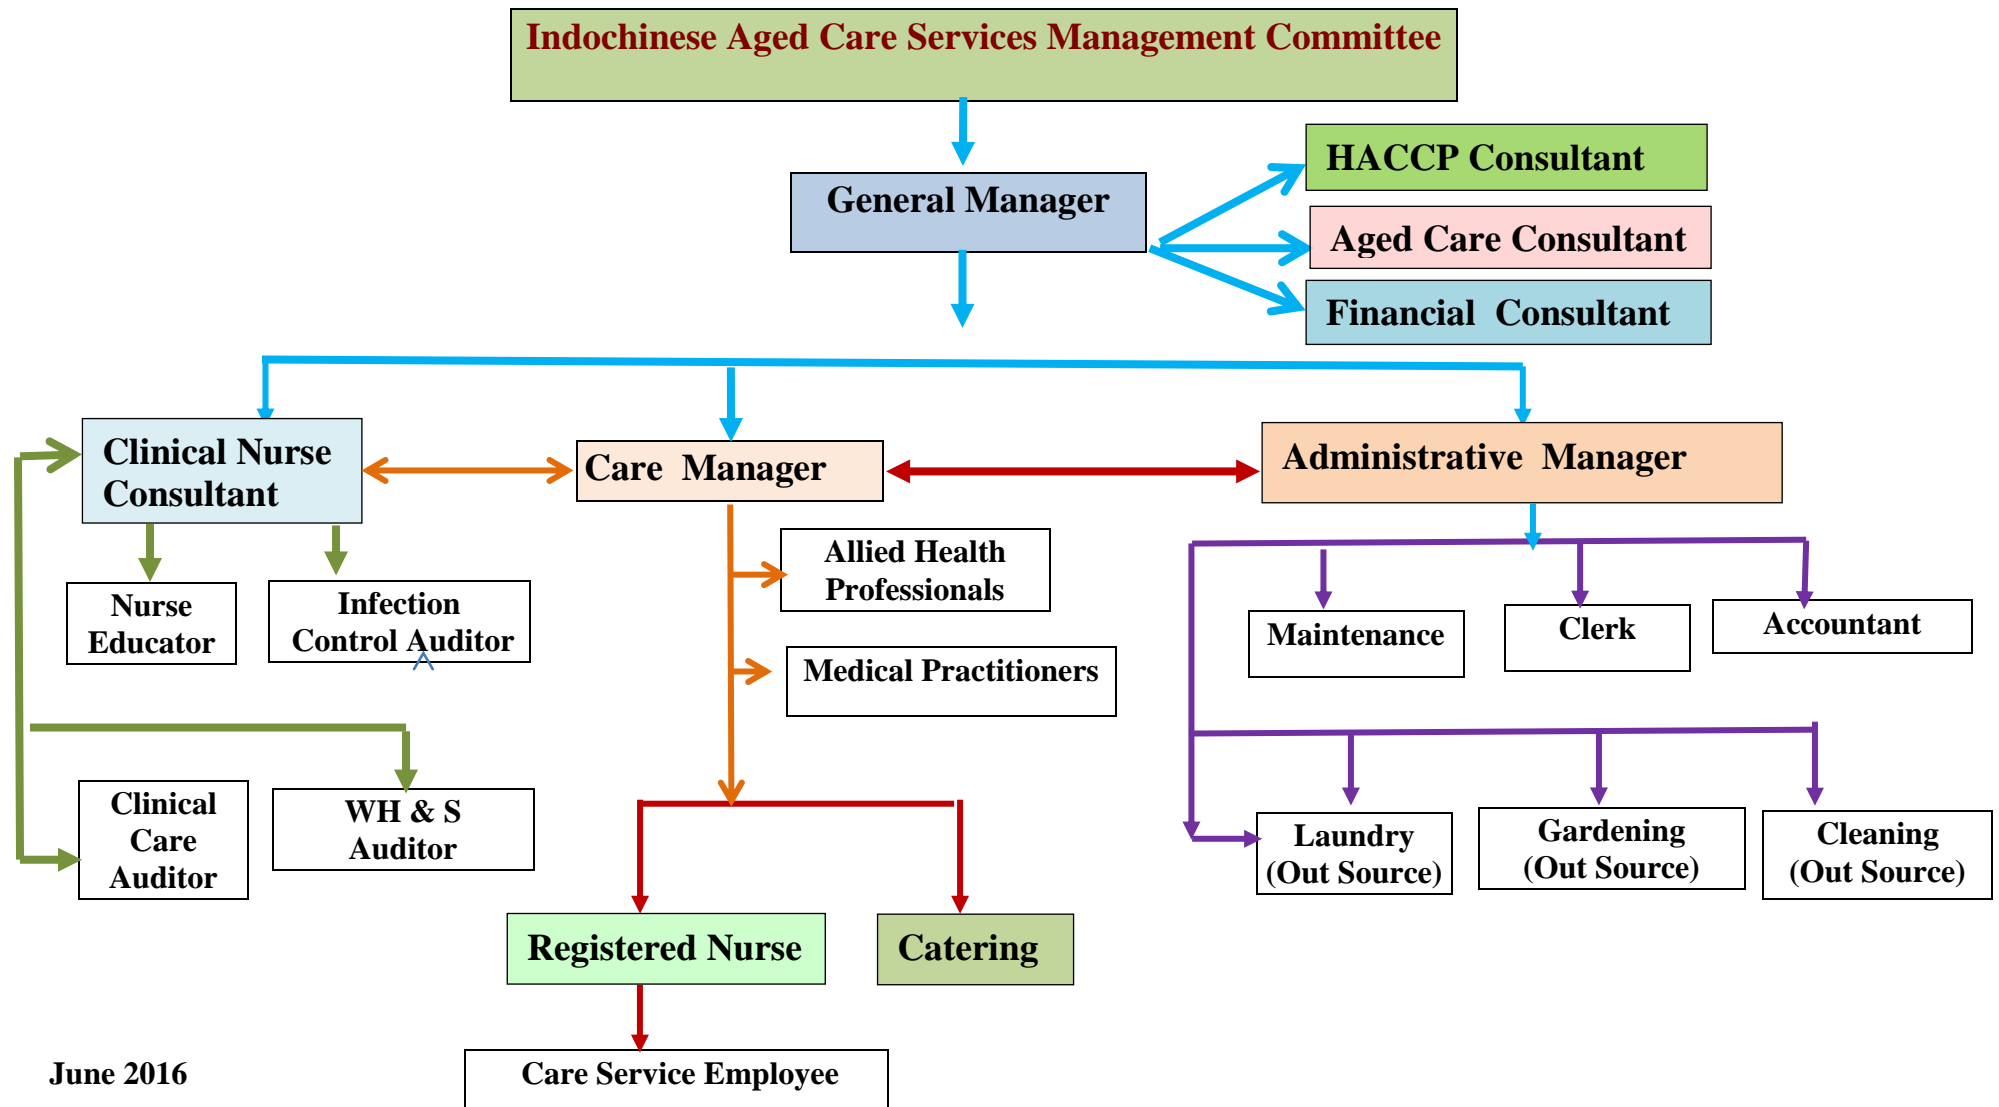 Indochinese Aged Care Services Management Committee
HACCP Consultant
General Manager
Aged Care Consultant
Financial Consultant
Clinical Nurse
Consultant
Care Manager
Administrative Manager
Allied Health
Professionals
Nurse
Educator
Infection
Control Auditor
Medical Practitioners
Maintenance
Clerk
Accountant
Clinical
Care
Auditor
WH & S
Auditor
Laundry
(Out Source)
Gardening
(Out Source)
Cleaning
(Out Source)
Registered Nurse
Catering
Care Service Employee
June 2016